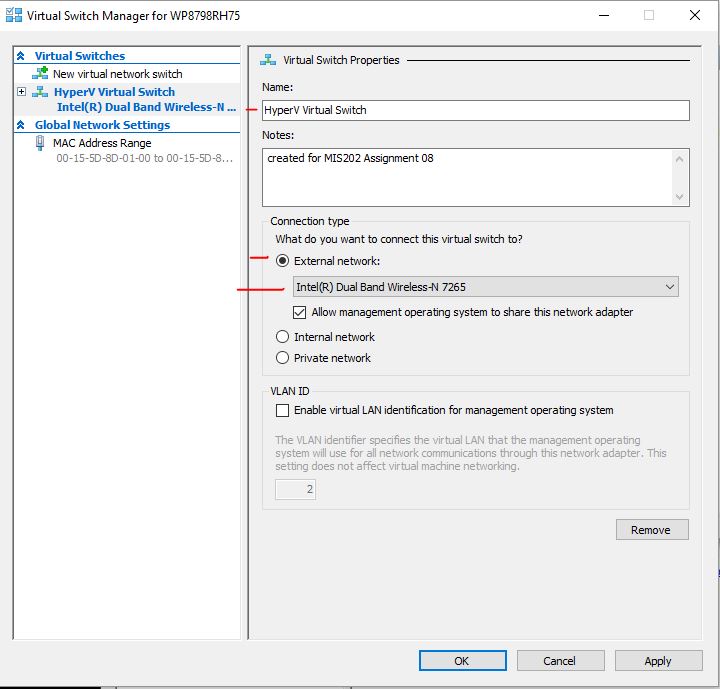 Virtual Switch Manager for WP8798RH75
Virtual Switches
New virtual network switch
HyperV Virtual Switch
Intel(R) Dual Band Wireless-N ...
Global Network Settings
MAC Address Range
00-15-5D-8D-01-00 to 00-15-5D-8...
Virtual Switch Properties
Name:
HyperV Virtual Switch
Notes:
created for MIS202 Assignment 08
Connection type
What do you want to connect this virtual switch to?
External network:
Intel(R) Dual Band Wireless-N 7265
Allow management operating system to share this network adapter
Internal network
Private network
VLAN ID
Enable virtual LAN identification for management operating system
The VLAN identifier specifies the virtual LAN that the management operating
system will use for all network communications through this network adapter. This
setting does not affect virtual machine networking.
2
Remove
OK
Cancel
Apply